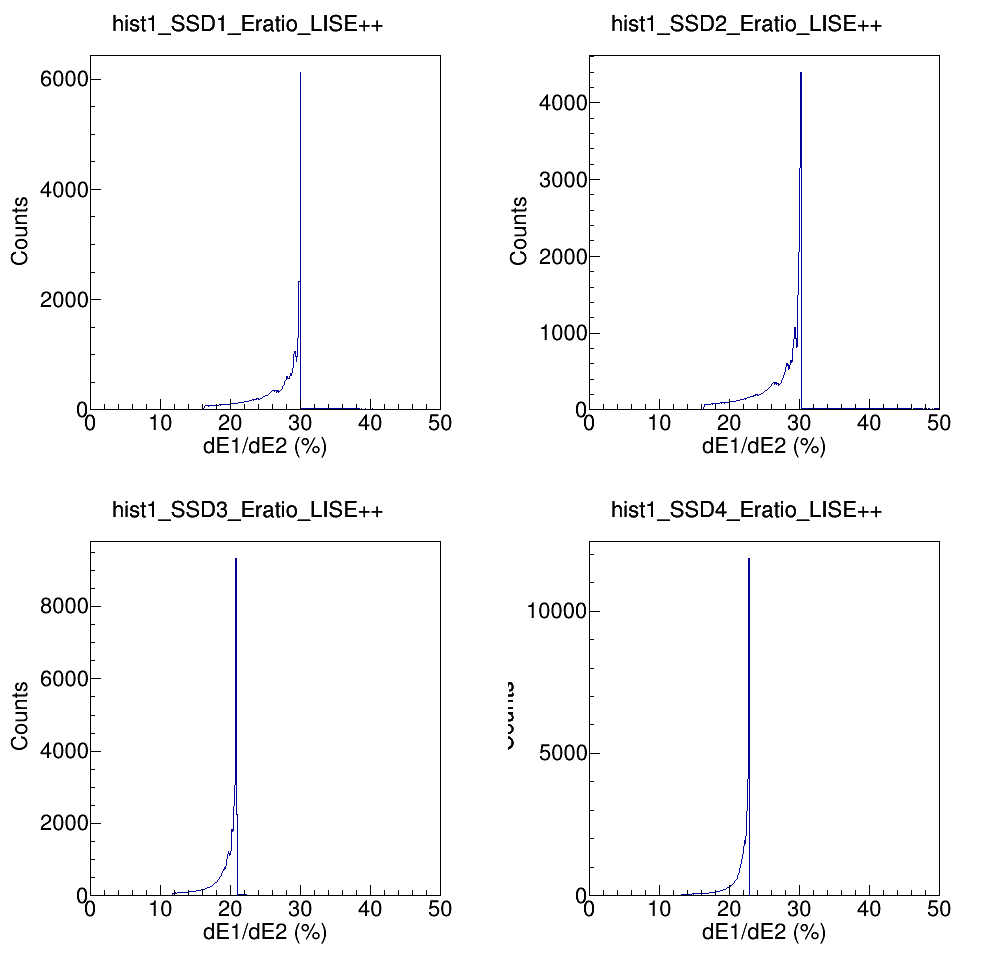 hist1_SSD1_Eratio_LISE++
6000
4000
2000
0
Counts
0 10 20 30 40 50
dE1/dE2 (%)
hist1_SSD2_Eratio_LISE++
4000
3000
2000
1000
0
Counts
0 10 20 30 40 50
dE1/dE2 (%)
hist1_SSD3_Eratio_LISE++
8000
6000
4000
2000
0
Counts
0 10 20 30 40 50
dE1/dE2 (%)
hist1_SSD4_Eratio_LISE++
10000
5000
0
Counts
0 10 20 30 40 50
dE1/dE2 (%)